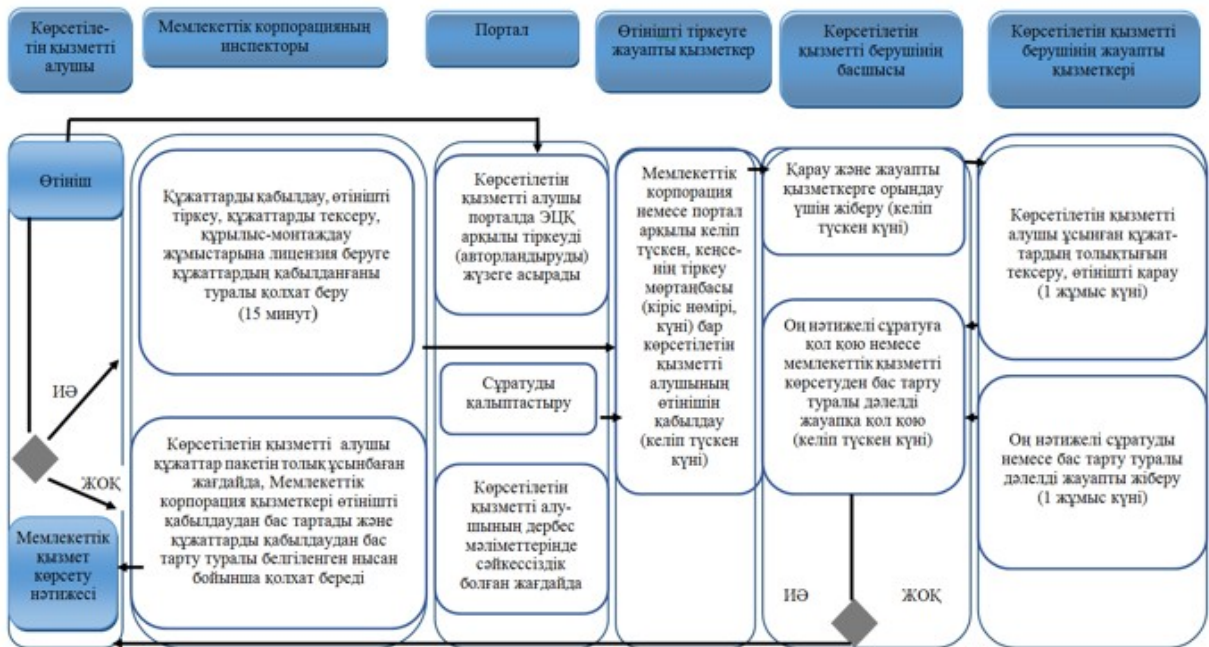 Көрсетіле-
тін қызметті
алушы
Мемлекеттік корпорацияның
инспекторы
Портал
Өтінішті тіркеуге
жауапты қызметкер
Көрсетілетін
қызметті берушінің
басшысы
Көрсетілетін қызметті
берушінің жауапты
қызметкері
Өтініш
Құжаттарды қабылдау, өтінішті
тіркеу, құжаттарды тексеру,
құрылыс-монтаждау
жұмыстарына лицензия беруге
құжаттардың қабылданғаны
туралы қолхат беру
(15 минут)
Көрсетілетін
қызметті алушы
порталда ЭЦҚ
арқылы тіркеуді
(авторландыруды)
жүзеге асырады
Мемлекеттік
корпорация
немесе портал
арқылы келіп
түскен, кеңсе-
нің тіркеу
мөртаңбасы
(кіріс нөмірі,
күні) бар
көрсетілетін
қызметті
алушының
өтінішін
қабылдау
(келіп түскен
күні)
Қарау және жауапты
қызметкерге орындау
үшін жіберу (келіп
түскен күні)
Көрсетілетін қызметті
алушы ұсынған құжат-
тардың толықтығын
тексеру, өтінішті қарау
(1 жұмыс күні)
Оң нәтижелі сұратуға
қол қою немесе
мемлекеттік қызметті
көрсетуден бас тарту
туралы дәлелді
жауапқа қол қою
(келіп түскен күні)
ИӘ
Сұратуды
қалыптастыру
Көрсетілетін қызметті алушы
құжаттар пакетін толық ұсынбаған
жағдайда, Мемлекеттік
корпорация қызметкері өтінішті
қабылдаудан бас тартады және
құжаттарды қабылдаудан бас
тарту туралы белгіленген нысан
бойынша қолхат береді
Оң нәтижелі сұратуды
немесе бас тарту туралы
дәлелді жауапты жіберу
(1 жұмыс күні)
ЖОҚ
Көрсетілетін
қызметті алу-
шының дербес
мәліметтерінде
сәйкессіздік
болған жағдайда
Мемлекеттік
қызмет
көрсету
нәтижесі
ИӘ
ЖОҚ